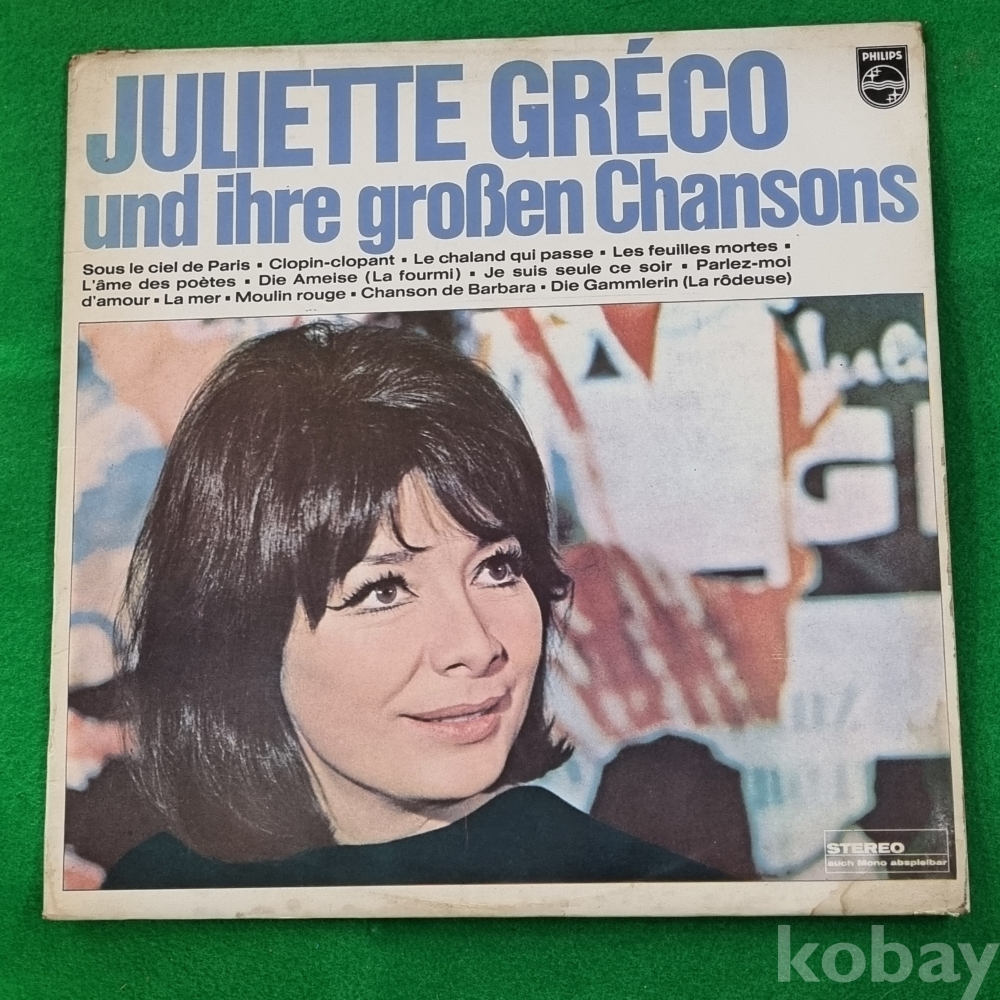 JULIETTE GRÉCO
PHILIPS
und ihre großen Chansons
Sous le ciel de Paris ▪ Clopin-clopant ▪ Le chaland qui passe ▪ Les feuilles mortes ▪
L'âme des poètes ▪ Die Ameise (La fourmi) ▪ Je suis seule ce soir ▪ Parlez-moi
d'amour ▪ La mer ▪ Moulin rouge ▪ Chanson de Barbara ▪ Die Gammlerin (La rôdeuse)
STEREO
auch Mono abspielbar
kobay